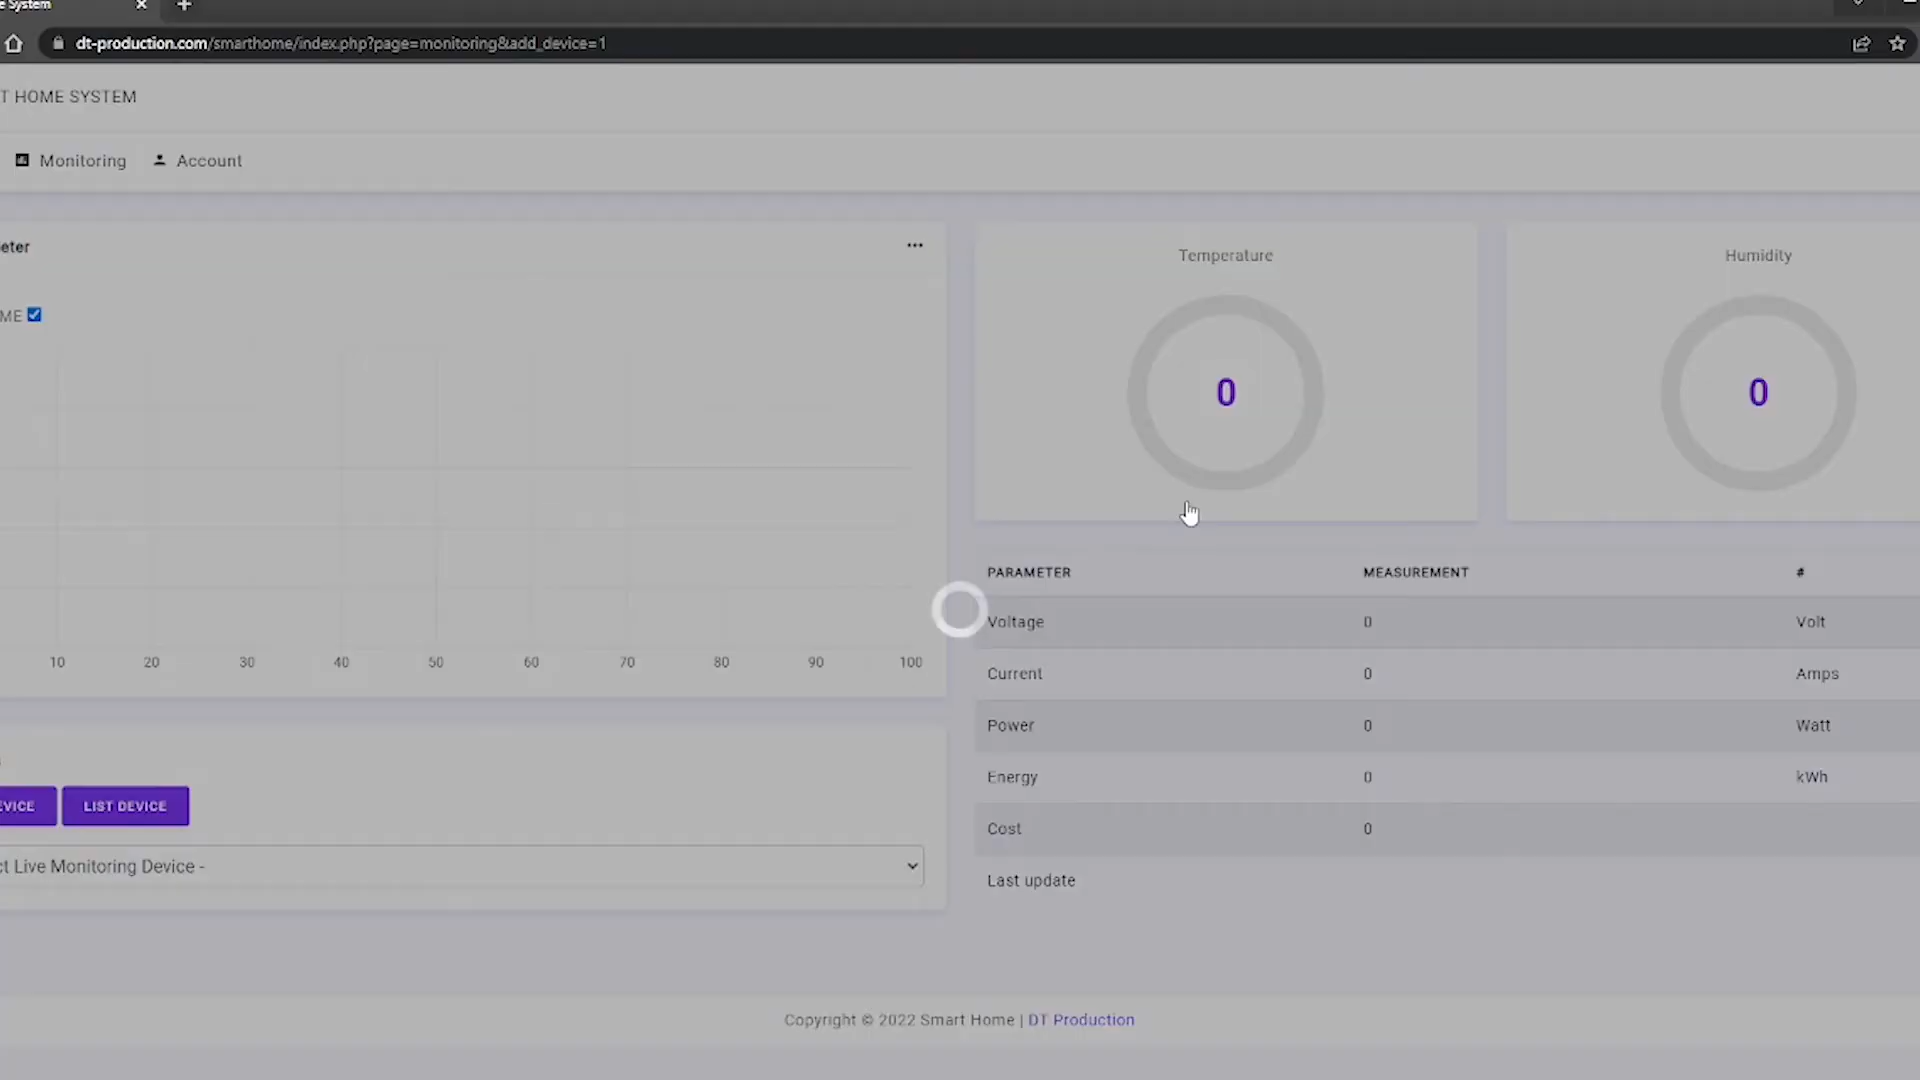 e System
dt-production.com/smarthome/index.php?page=monitoring&add_device=1
T HOME SYSTEM
Monitoring Account
eter
ME
10 20 30 40 50 60 70 80 90 100
EVICE LIST DEVICE
ct Live Monitoring Device -
Temperature
0
Humidity
0
PARAMETER MEASUREMENT #
Voltage 0 Volt
Current 0 Amps
Power 0 Watt
Energy 0 kWh
Cost 0
Last update
Copyright © 2022 Smart Home | DT Production